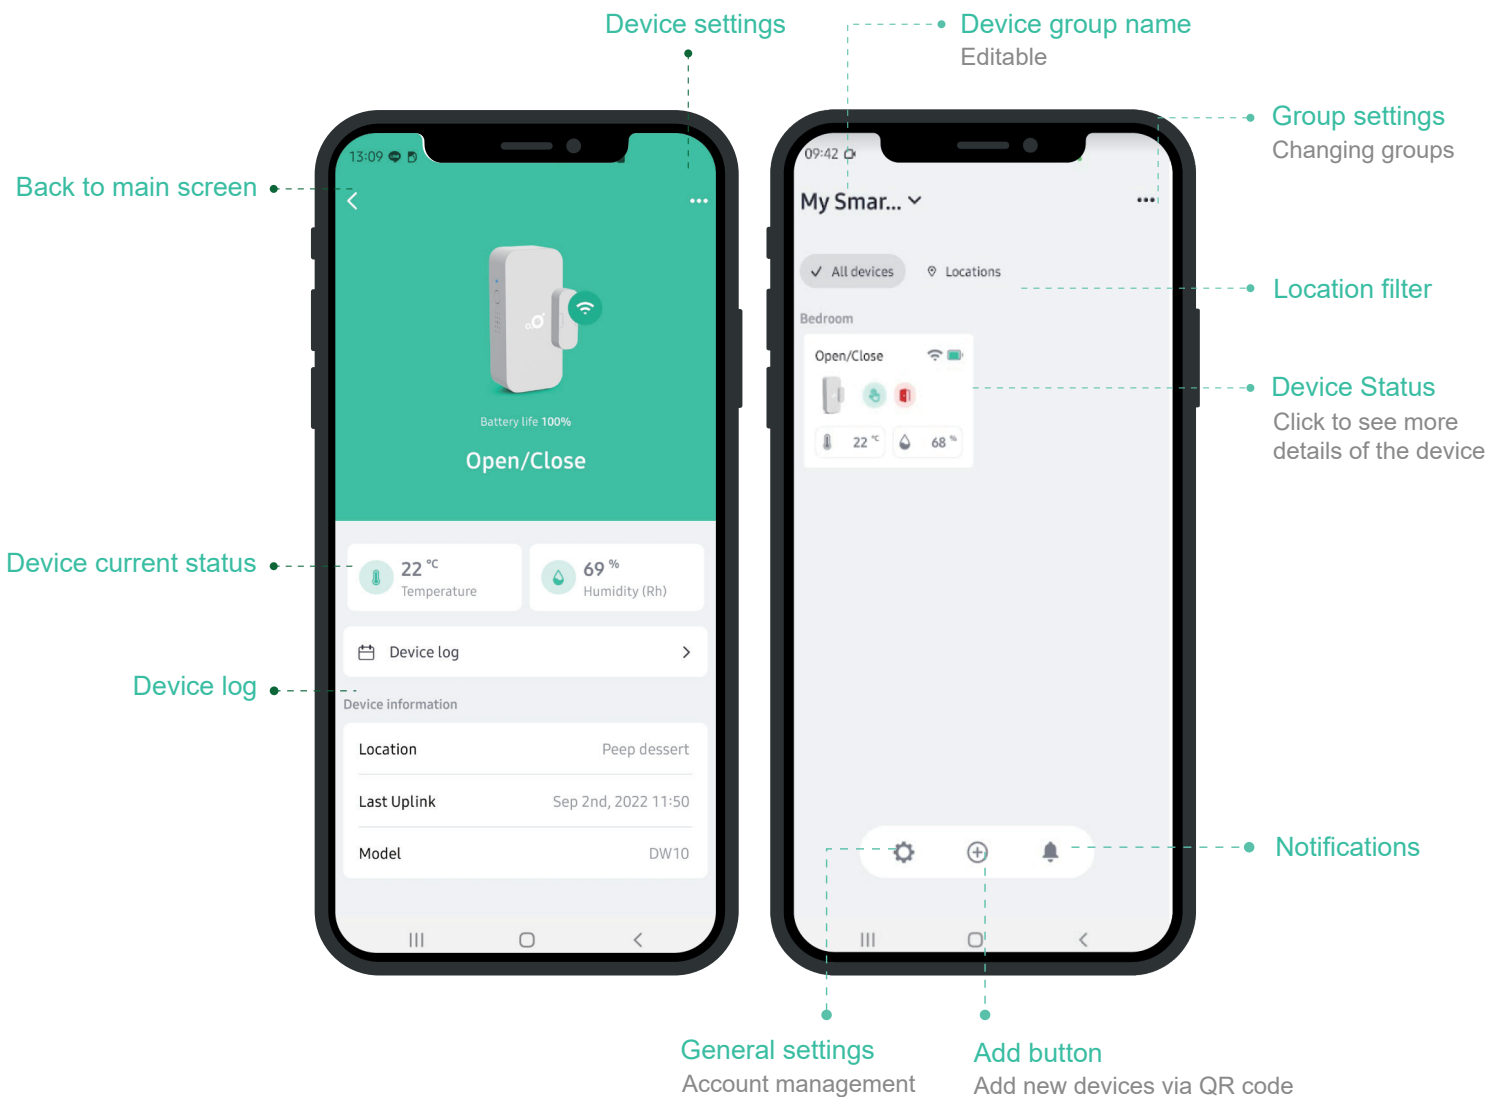 Device settings
Device group name
Editable
Group settings
Changing groups
Back to main screen
13:09
Battery life 100%
Open/Close
Device current status
22 °C
Temperature
69 %
Humidity (Rh)
Device log
Device log
Device information
Location Peep dessert
Last Uplink Sep 2nd, 2022 11:50
Model DW10
09:42
My Smar...
All devices
Locations
Location filter
Bedroom
Open/Close
22 °C
68 %
Device Status
Click to see more
details of the device
Notifications
General settings
Account management
Add button
Add new devices via QR code